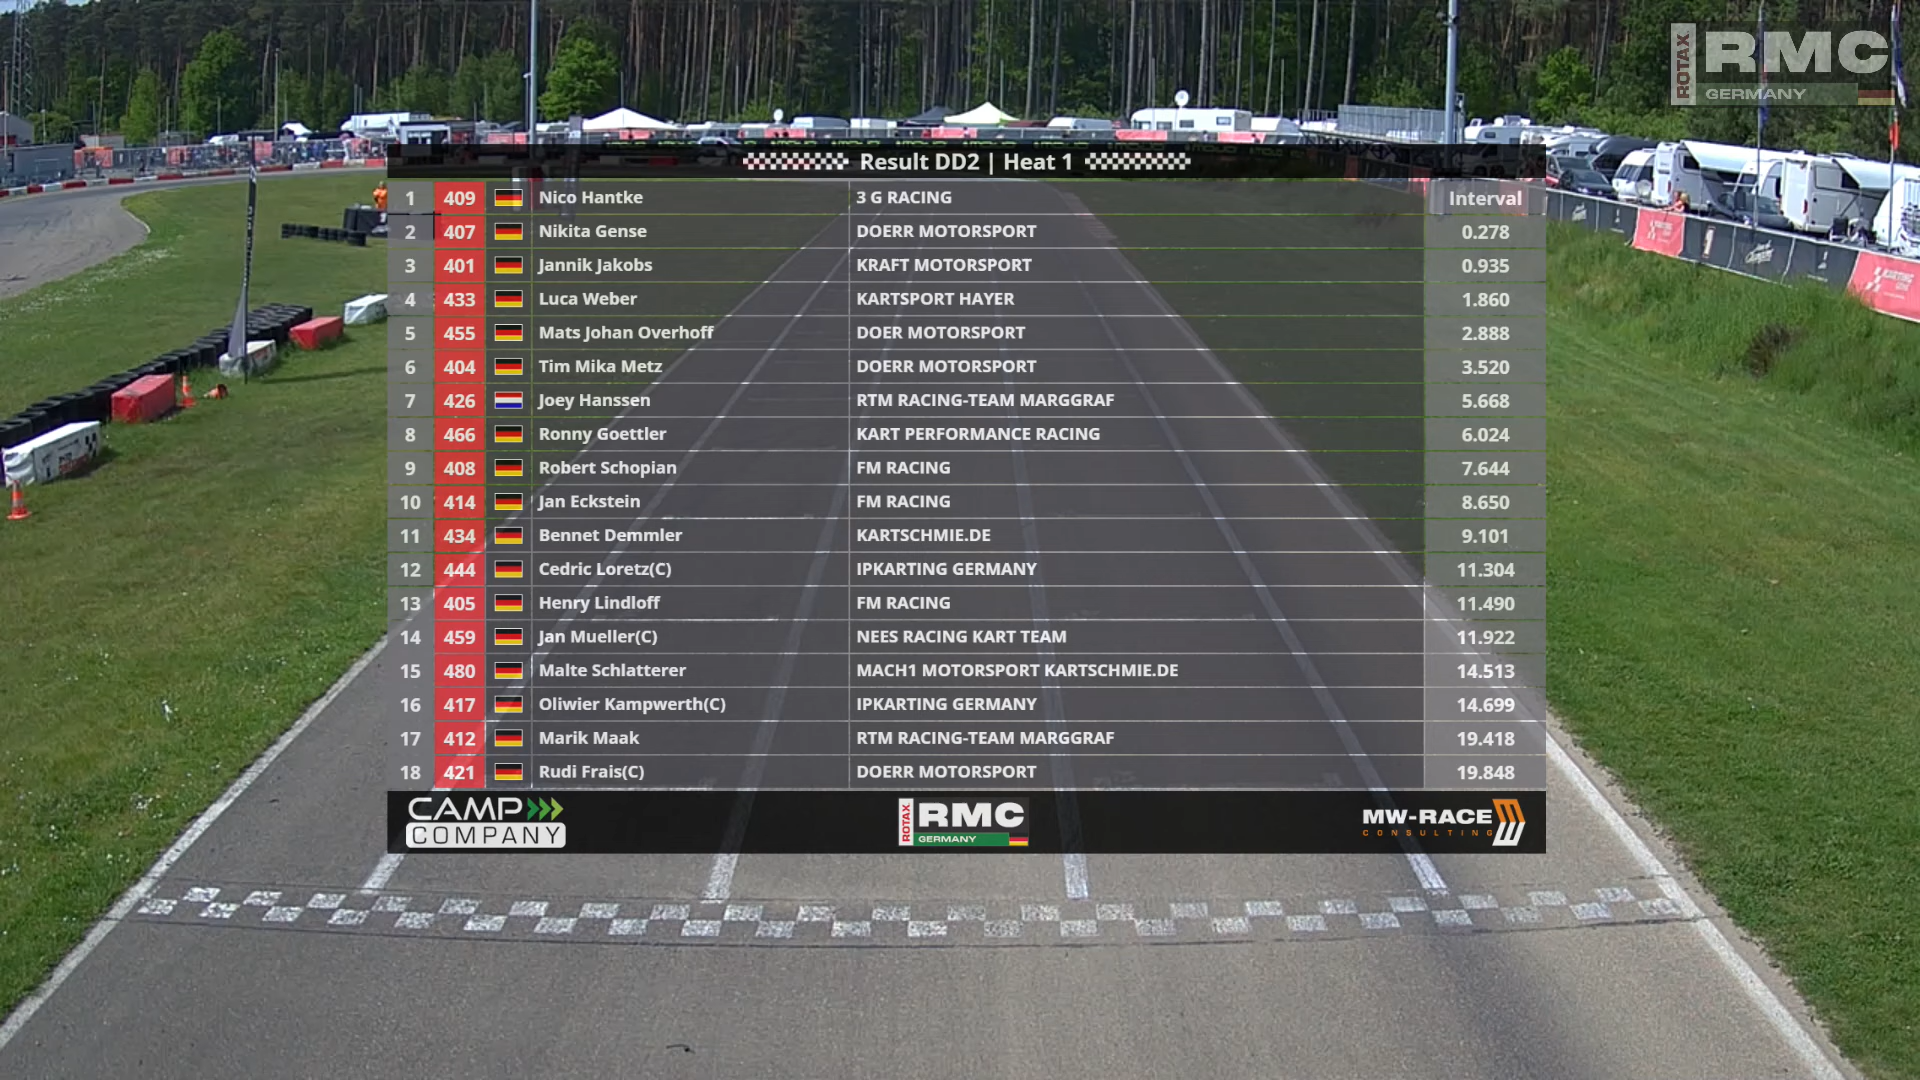 ROTAX RMC
GERMANY
Result DD2 | Heat 1
1 409 Nico Hantke 3 G RACING Interval
2 407 Nikita Gense DOERR MOTORSPORT 0.278
3 401 Jannik Jakobs KRAFT MOTORSPORT 0.935
4 433 Luca Weber KARTSPORT HAYER 1.860
5 455 Mats Johan Overhoff DOER MOTORSPORT 2.888
6 404 Tim Mika Metz DOERR MOTORSPORT 3.520
7 426 Joey Hanssen RTM RACING-TEAM MARGGRAF 5.668
8 466 Ronny Goettler KART PERFORMANCE RACING 6.024
9 408 Robert Schopian FM RACING 7.644
10 414 Jan Eckstein FM RACING 8.650
11 434 Bennet Demmler KARTSCHMIE.DE 9.101
12 444 Cedric Loretz(C) IPKARTING GERMANY 11.304
13 405 Henry Lindloff FM RACING 11.490
14 459 Jan Mueller(C) NEES RACING KART TEAM 11.922
15 480 Malte Schlatterer MACH1 MOTORSPORT KARTSCHMIE.DE 14.513
16 417 Oliwier Kampwerth(C) IPKARTING GERMANY 14.699
17 412 Marik Maak RTM RACING-TEAM MARGGRAF 19.418
18 421 Rudi Frais(C) DOERR MOTORSPORT 19.848
CAMP
COMPANY
ROTAX RMC
GERMANY
MW-RACE
CONSULTING